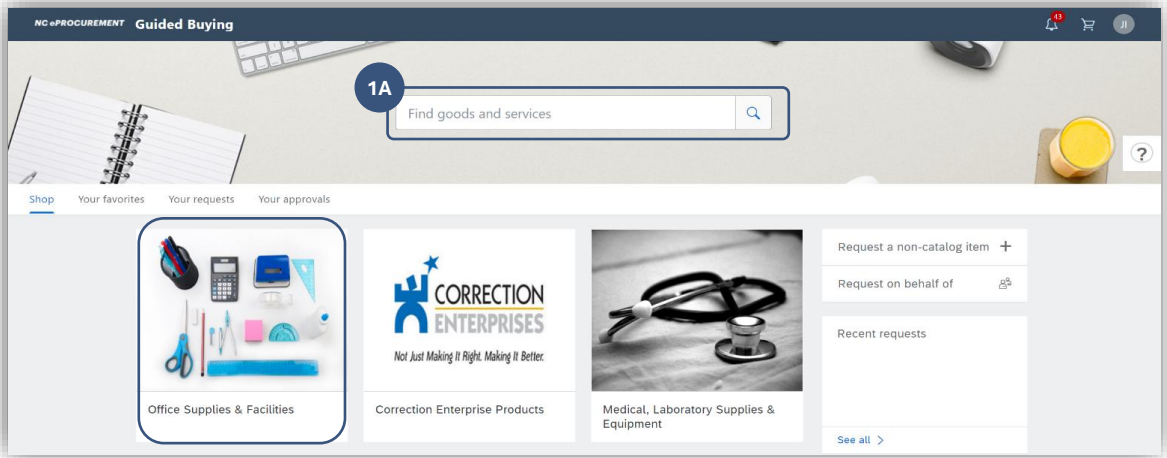 NC ePROCUREMENT Guided Buying
43
JI
1A
Find goods and services
?
Shop Your favorites Your requests Your approvals
CORRECTION
ENTERPRISES
Not Just Making It Right. Making It Better.
Office Supplies & Facilities
Correction Enterprise Products
Medical, Laboratory Supplies &
Equipment
Request a non-catalog item +
Request on behalf of
Recent requests
See all >